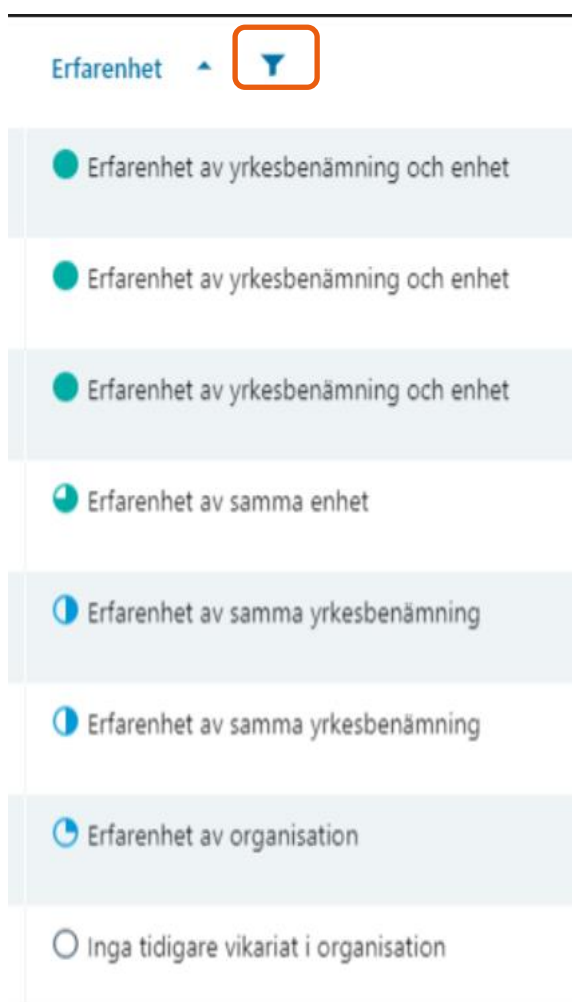 Erfarenhet
Erfarenhet av yrkesbenämning och enhet
Erfarenhet av yrkesbenämning och enhet
Erfarenhet av yrkesbenämning och enhet
Erfarenhet av samma enhet
Erfarenhet av samma yrkesbenämning
Erfarenhet av samma yrkesbenämning
Erfarenhet av organisation
Inga tidigare vikariat i organisation